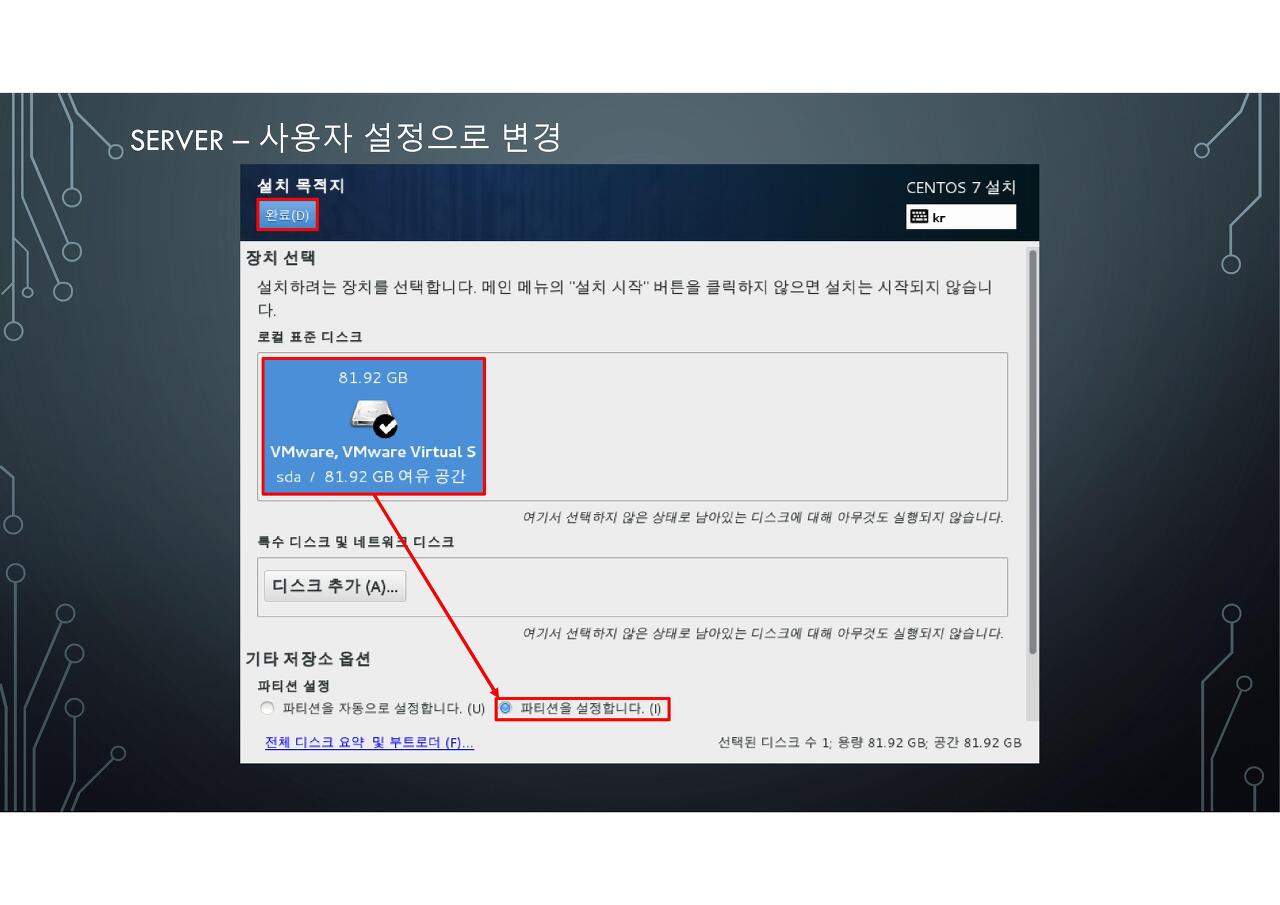 SERVER – 사용자 설정으로 변경
설치 목적지
CENTOS 7 설치
완료(D)
kr
장치 선택
설치하려는 장치를 선택합니다. 메인 메뉴의 "설치 시작" 버튼을 클릭하지 않으면 설치는 시작되지 않습니
다.
로컬 표준 디스크
81.92 GB
VMware, VMware Virtual S
sda / 81.92 GB 여유 공간
여기서 선택하지 않은 상태로 남아있는 디스크에 대해 아무것도 실행되지 않습니다.
특수 디스크 및 네트워크 디스크
디스크 추가 (A)...
여기서 선택하지 않은 상태로 남아있는 디스크에 대해 아무것도 실행되지 않습니다.
기타 저장소 옵션
파티션 설정
파티션을 자동으로 설정합니다. (U) 파티션을 설정합니다. (I)
전체 디스크 요약 및 부트로더 (F)... 선택된 디스크 수 1; 용량 81.92 GB; 공간 81.92 GB